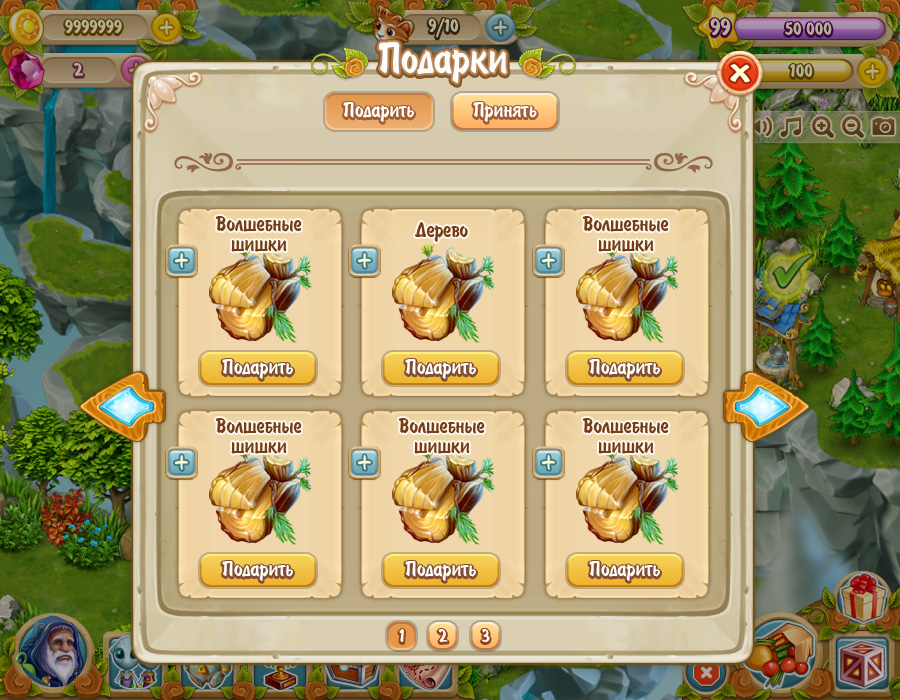 9999999
9/10
99
50 000
2
Подарки
100
Подарить
Принять
Волшебные
шишки
Дерево
Волшебные
шишки
Подарить
Подарить
Подарить
Волшебные
шишки
Волшебные
шишки
Волшебные
шишки
Подарить
Подарить
Подарить
1
2
3